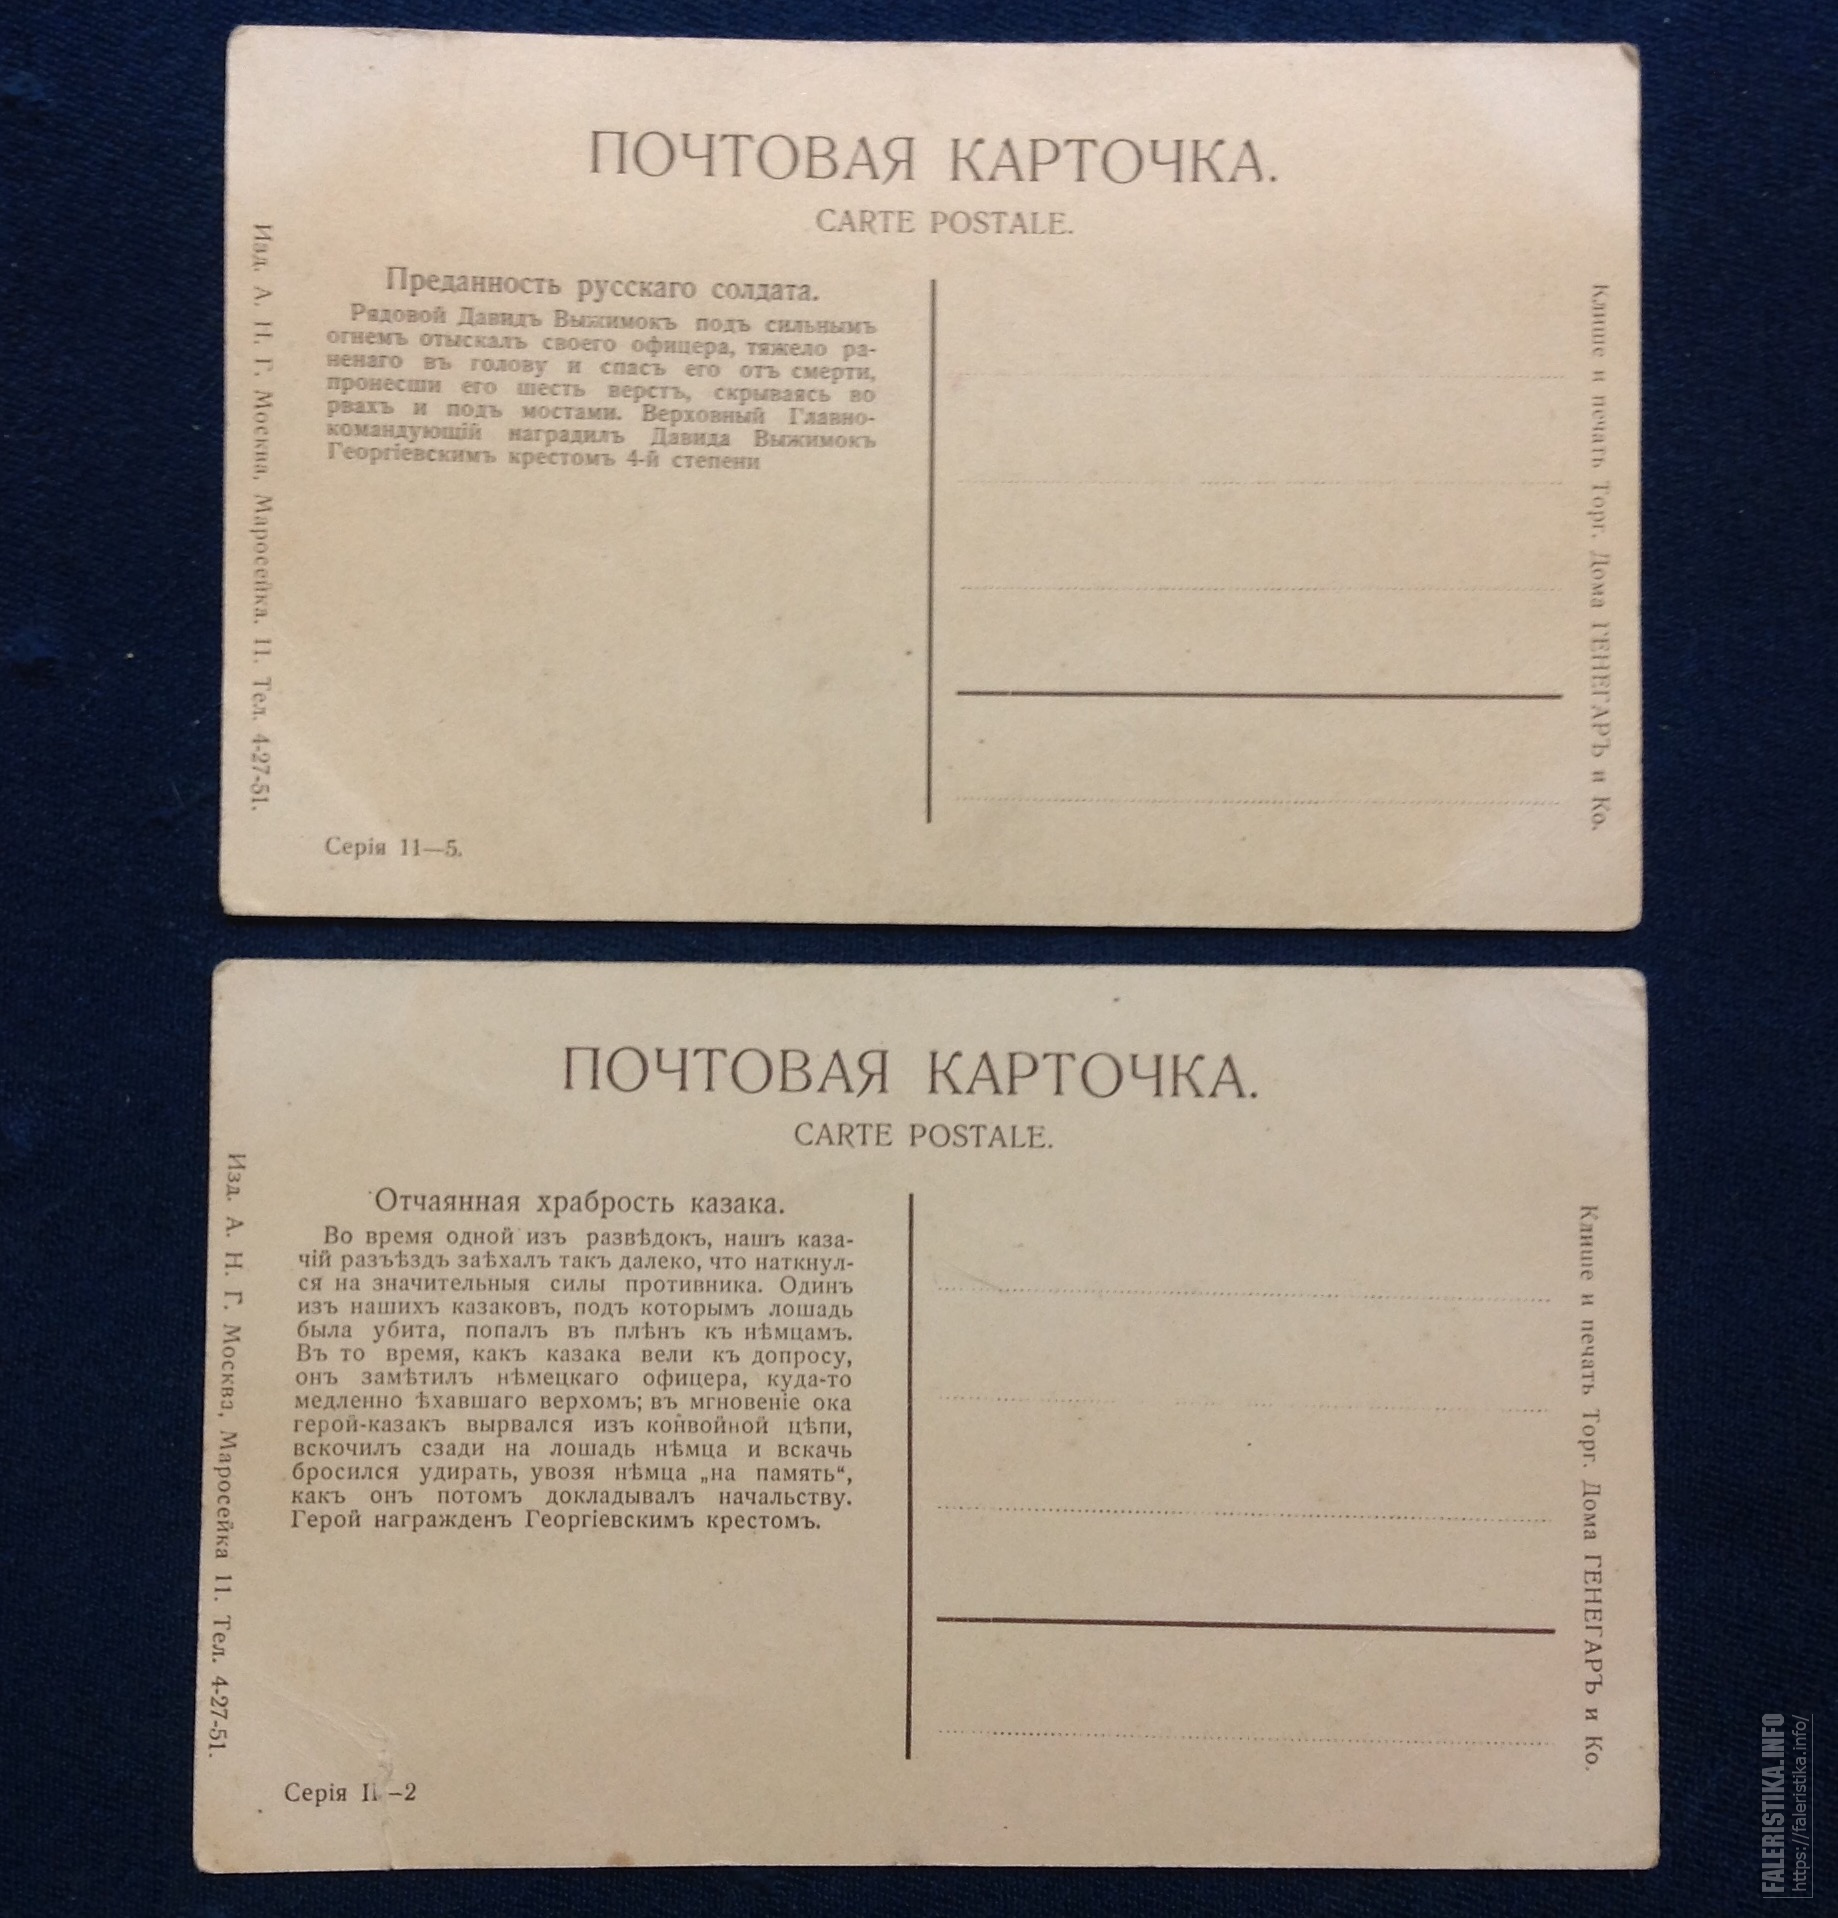 ПОЧТОВАЯ КАРТОЧКА.
CARTE POSTALE.
Изд. А. Н. Г. Москва, Маросейка, 11. Тел. 4-27-51.
Преданность русскаго солдата.
Рядовой Давидъ Выжимокъ подъ сильнымъ
огнемъ отыскалъ своего офицера, тяжело ра-
ненаго въ голову и спасъ его отъ смерти,
пронесши его шесть верстъ, скрываясь во
рвахъ и подъ мостами. Верховный Главно-
командующій наградилъ Давида Выжимокъ
Георгіевскимъ крестомъ 4-й степени
Серія 11—5.
Клише и печать Торг. Дома ГЕНЕГАРЪ и Ко.
ПОЧТОВАЯ КАРТОЧКА.
CARTE POSTALE.
Изд. А. Н. Г. Москва, Маросейка 11. Тел. 4-27-51.
Отчаянная храбрость казака.
Во время одной изъ развѣдокъ, нашъ каза-
чій разъѣздъ заѣхалъ такъ далеко, что наткнул-
ся на значительныя силы противника. Одинъ
изъ нашихъ казаковъ, подъ которымъ лошадь
была убита, попалъ въ плѣнъ къ нѣмцамъ.
Въ то время, какъ казака вели къ допросу,
онъ замѣтилъ нѣмецкаго офицера, куда-то
медленно ѣхавшаго верхомъ; въ мгновеніе ока
герой-казакъ вырвался изъ конвойной цѣпи,
вскочилъ сзади на лошадь нѣмца и вскачь
бросился удирать, увозя нѣмца „на память“,
какъ онъ потомъ докладывалъ начальству.
Герой награжденъ Георгіевскимъ крестомъ.
Серія 11—2
Клише и печать Торг. Дома ГЕНЕГАРЪ и Ко.
FALERISTIKA.INFO
https://faleristika.info/